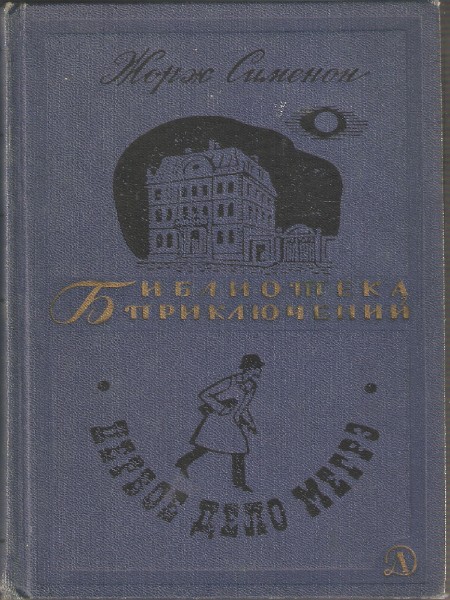 Жорж Сименон
БИБЛИОТЕКА
ПРИКЛЮЧЕНИЙ
ПЕРВОЕ ДЕЛО МЕГРЭ
Д